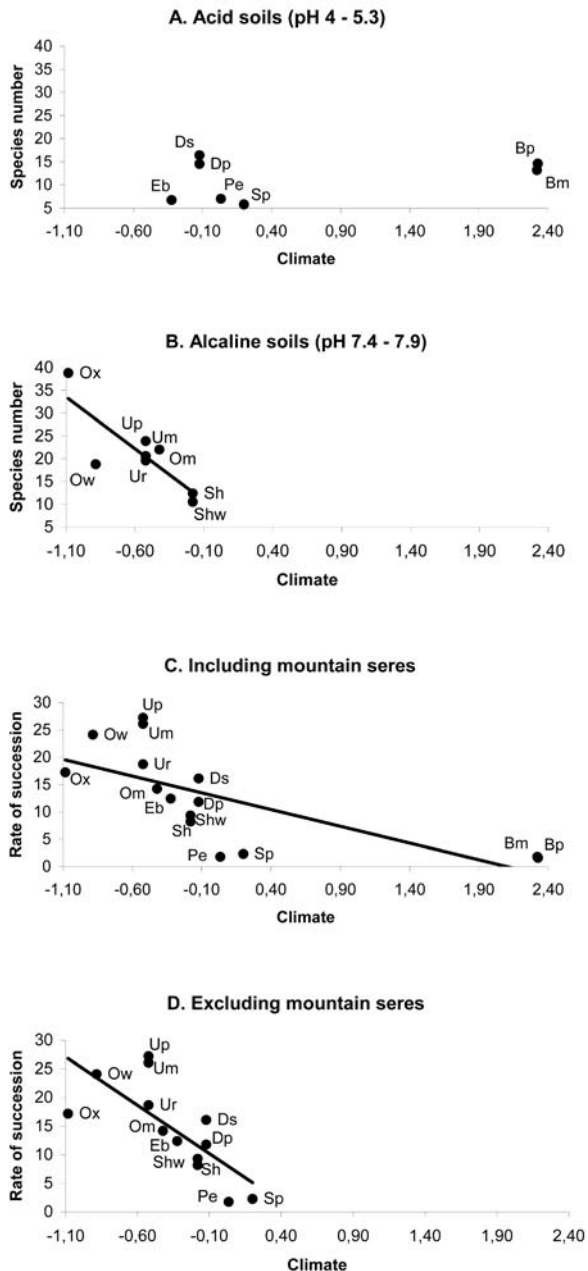 A. Acid soils (pH 4 - 5.3)
Species number
40
35
30
25
20
15
10
5
Ds
Dp
Eb
Pe
Sp
Bp
Bm
-1,10 -0,60 -0,10 0,40 0,90 1,40 1,90 2,40
Climate
B. Alcaline soils (pH 7.4 - 7.9)
Species number
40
35
30
25
20
15
10
5
Ox
Up
Um
Om
Ow
Ur
Sh
Shw
-1,10 -0,60 -0,10 0,40 0,90 1,40 1,90 2,40
Climate
C. Including mountain seres
Rate of succession
30
25
20
15
10
5
0
Up
Um
Ow
Ur
Ox
Ds
Om
Eb
Dp
Shw
Sh
Pe
Sp
Bm
Bp
-1,10 -0,60 -0,10 0,40 0,90 1,40 1,90 2,40
Climate
D. Excluding mountain seres
Rate of succession
30
25
20
15
10
5
0
Up
Um
Ow
Ur
Ox
Ds
Om
Dp
Eb
Shw
Sh
Pe
Sp
-1,10 -0,60 -0,10 0,40 0,90 1,40 1,90 2,40
Climate